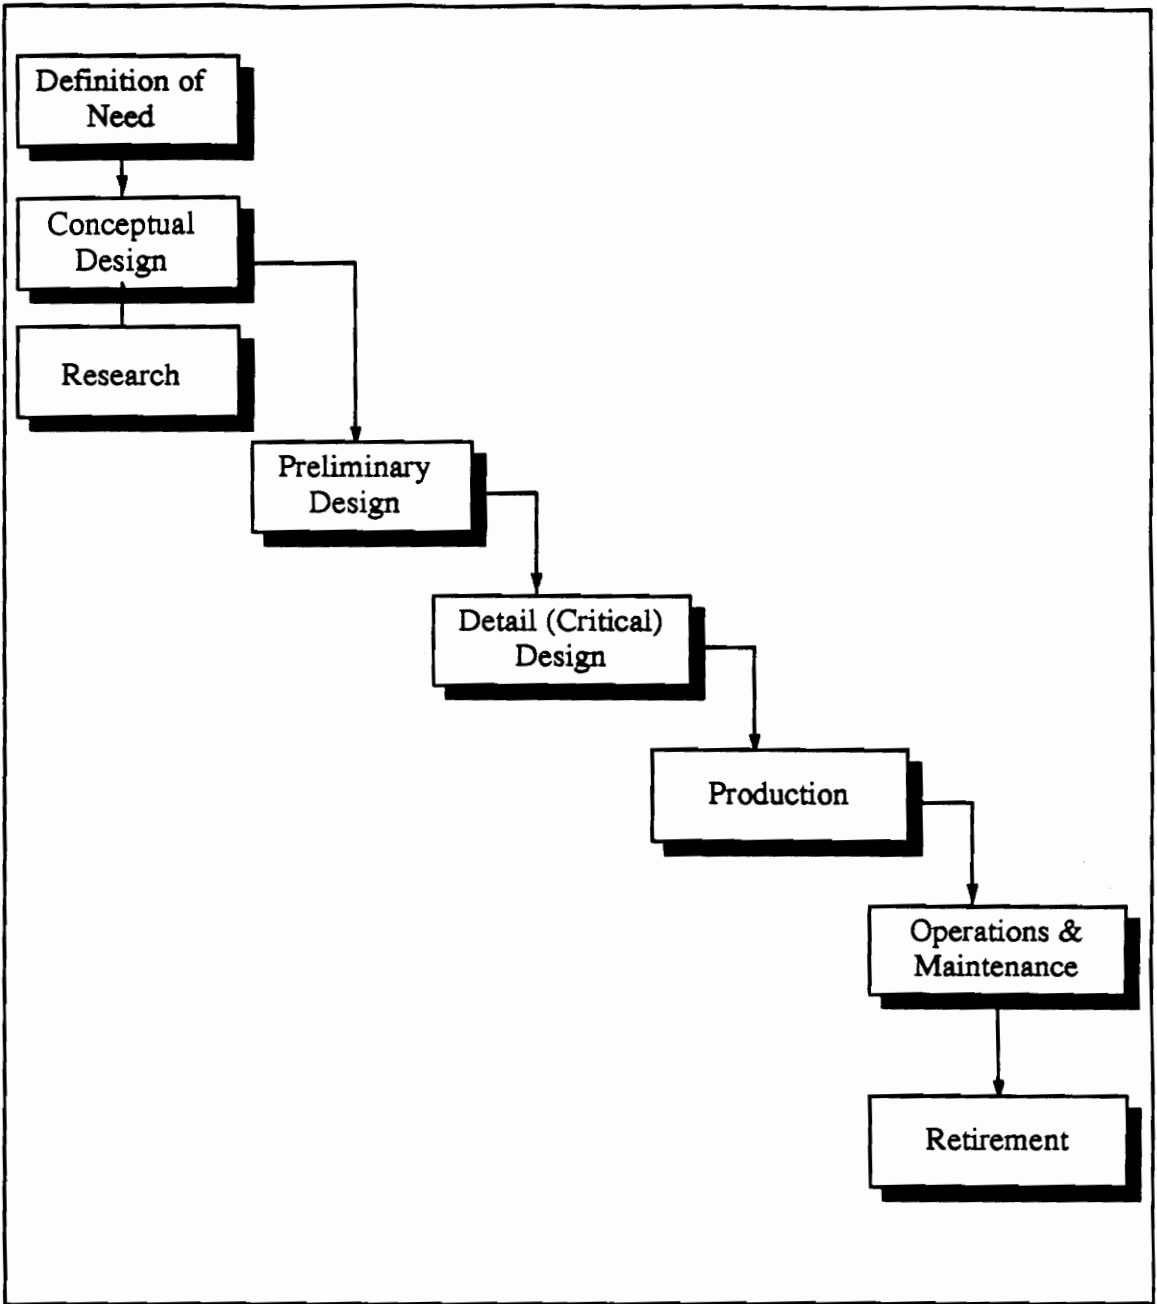 Definition of
Need
Conceptual
Design
Research
Preliminary
Design
Detail (Critical)
Design
Production
Operations &
Maintenance
Retirement